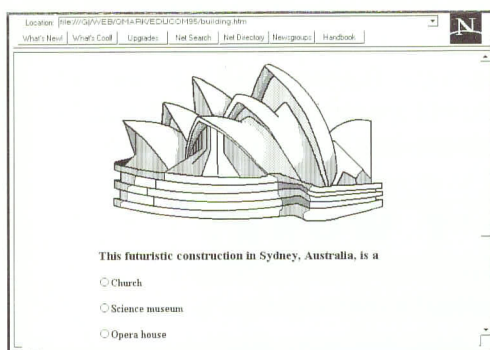 Location: file:///G|/WEB/OMAR/EDUCOM95/building.htm
N
What's New! What's Cool! Upgrades Net Search Net Directory Newsgroups Handbook
This futuristic construction in Sydney, Australia, is a
Church
Science museum
Opera house